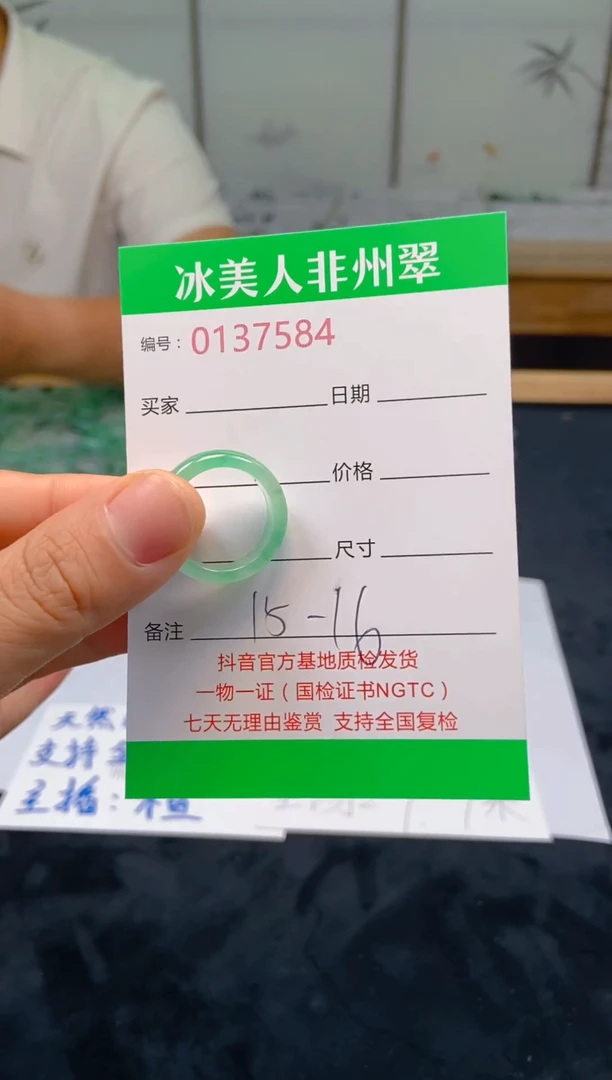 冰美人非州翠
编号：0137584
买家 日期
价格
尺寸
备注 15-16
抖音官方基地质检发货
一物一证（国检证书NGTC）
七天无理由鉴赏 支持全国复检
天然
支持
主播：